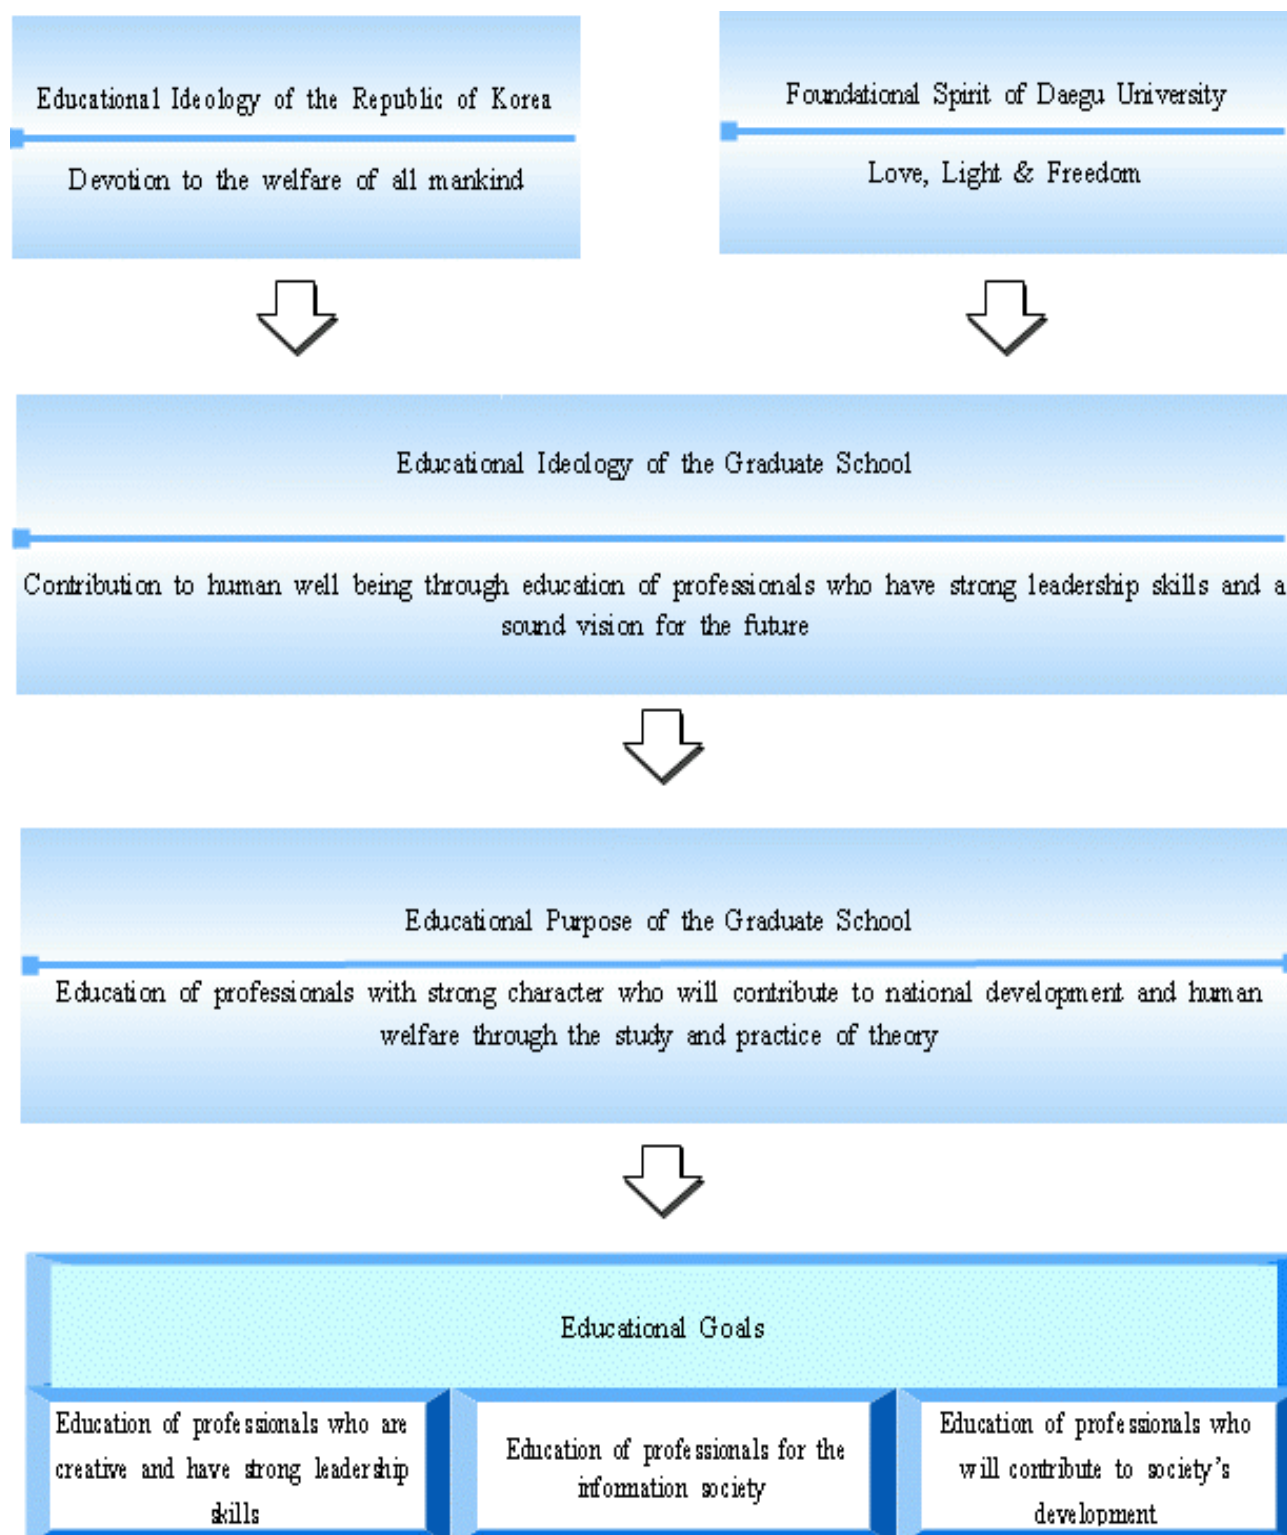 Educational Ideology of the Republic of Korea
Devotion to the welfare of all mankind
Foundational Spirit of Daegu University
Love, Light & Freedom
Educational Ideology of the Graduate School
Contribution to human well being through education of professionals who have strong leadership skills and a
sound vision for the future
Educational Purpose of the Graduate School
Education of professionals with strong character who will contribute to national development and human
welfare through the study and practice of theory
Educational Goals
Education of professionals who are
creative and have strong leadership
skills
Education of professionals for the
information society
Education of professionals who
will contribute to society's
development